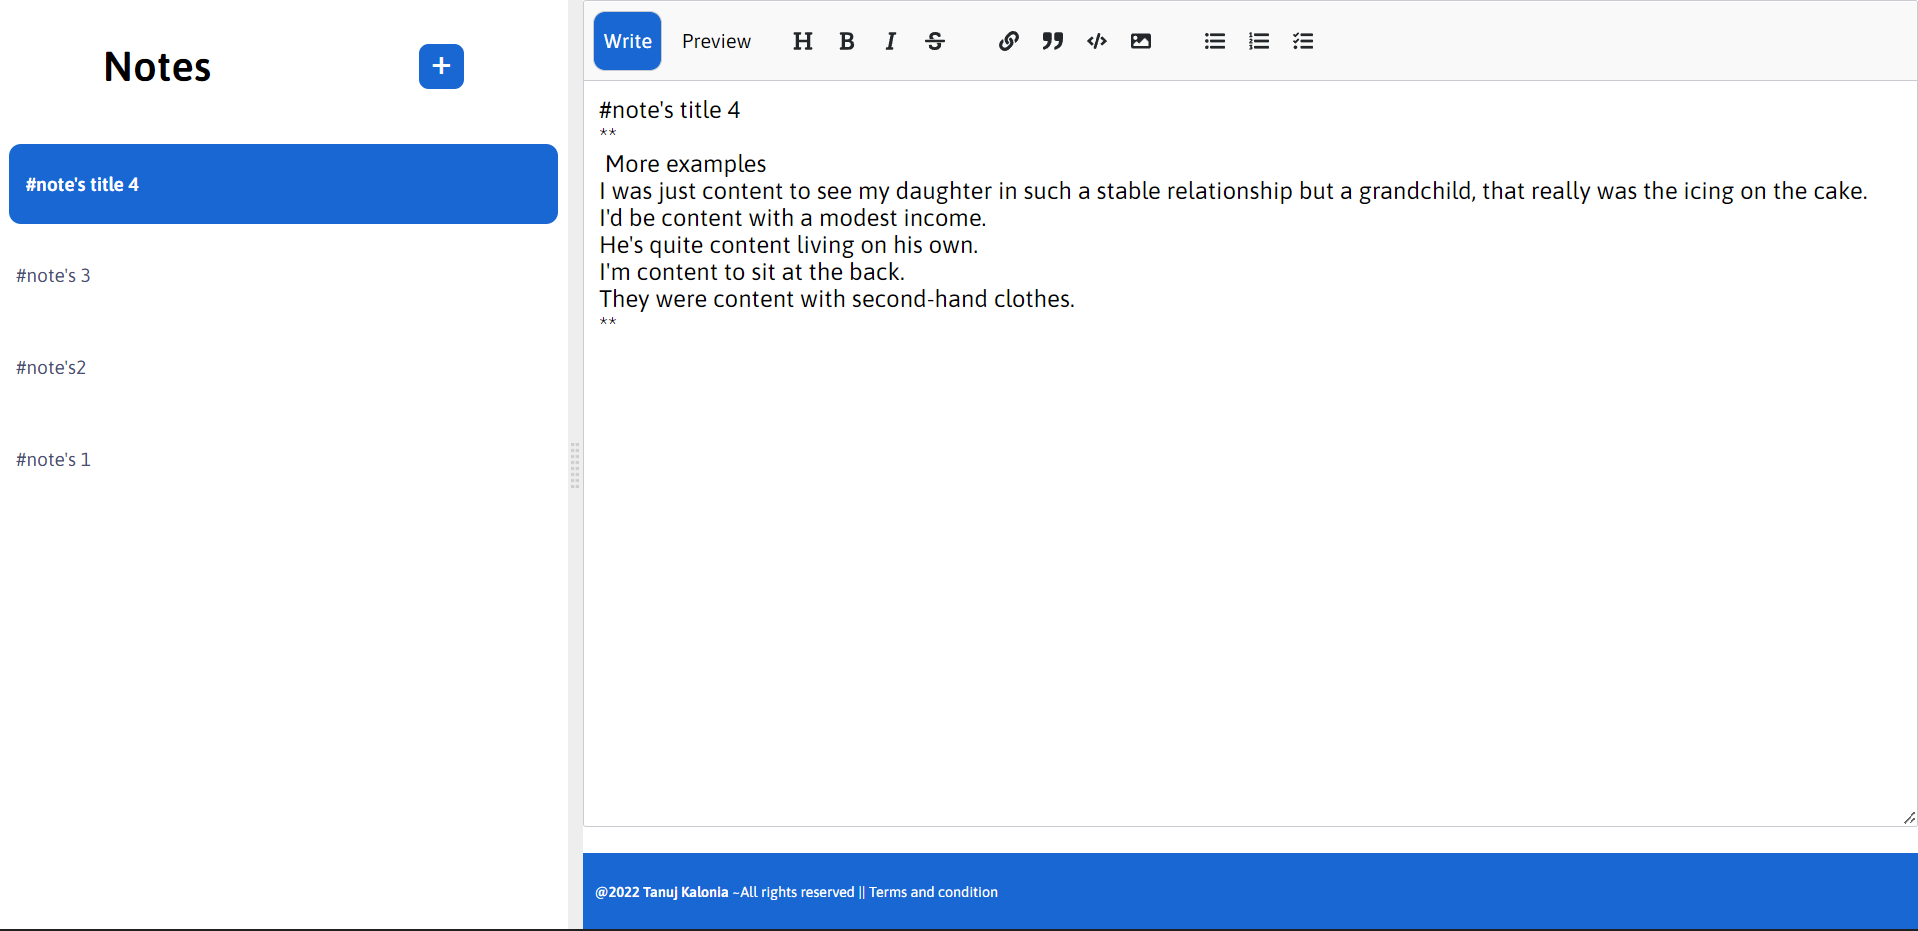 Notes
+
#note's title 4
#note's 3
#note's2
#note's 1
Write Preview H B I S
#note's title 4
**
More examples
I was just content to see my daughter in such a stable relationship but a grandchild, that really was the icing on the cake.
I'd be content with a modest income.
He's quite content living on his own.
I'm content to sit at the back.
They were content with second-hand clothes.
**
@2022 Tanuj Kalonia ~All rights reserved || Terms and condition